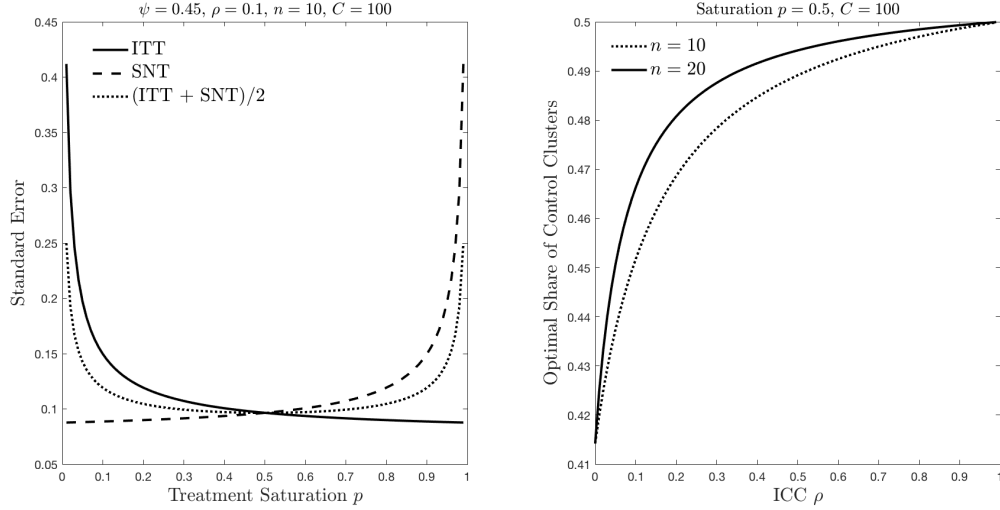 ψ = 0.45, ρ = 0.1, n = 10, C = 100
0.45
0.4
0.35
0.3
0.25
0.2
0.15
0.1
0.05
Standard Error
ITT
SNT
(ITT + SNT)/2
0 0.1 0.2 0.3 0.4 0.5 0.6 0.7 0.8 0.9 1
Treatment Saturation p
Saturation p = 0.5, C = 100
0.5
0.49
0.48
0.47
0.46
0.45
0.44
0.43
0.42
0.41
Optimal Share of Control Clusters
n = 10
n = 20
0 0.1 0.2 0.3 0.4 0.5 0.6 0.7 0.8 0.9 1
ICC ρ